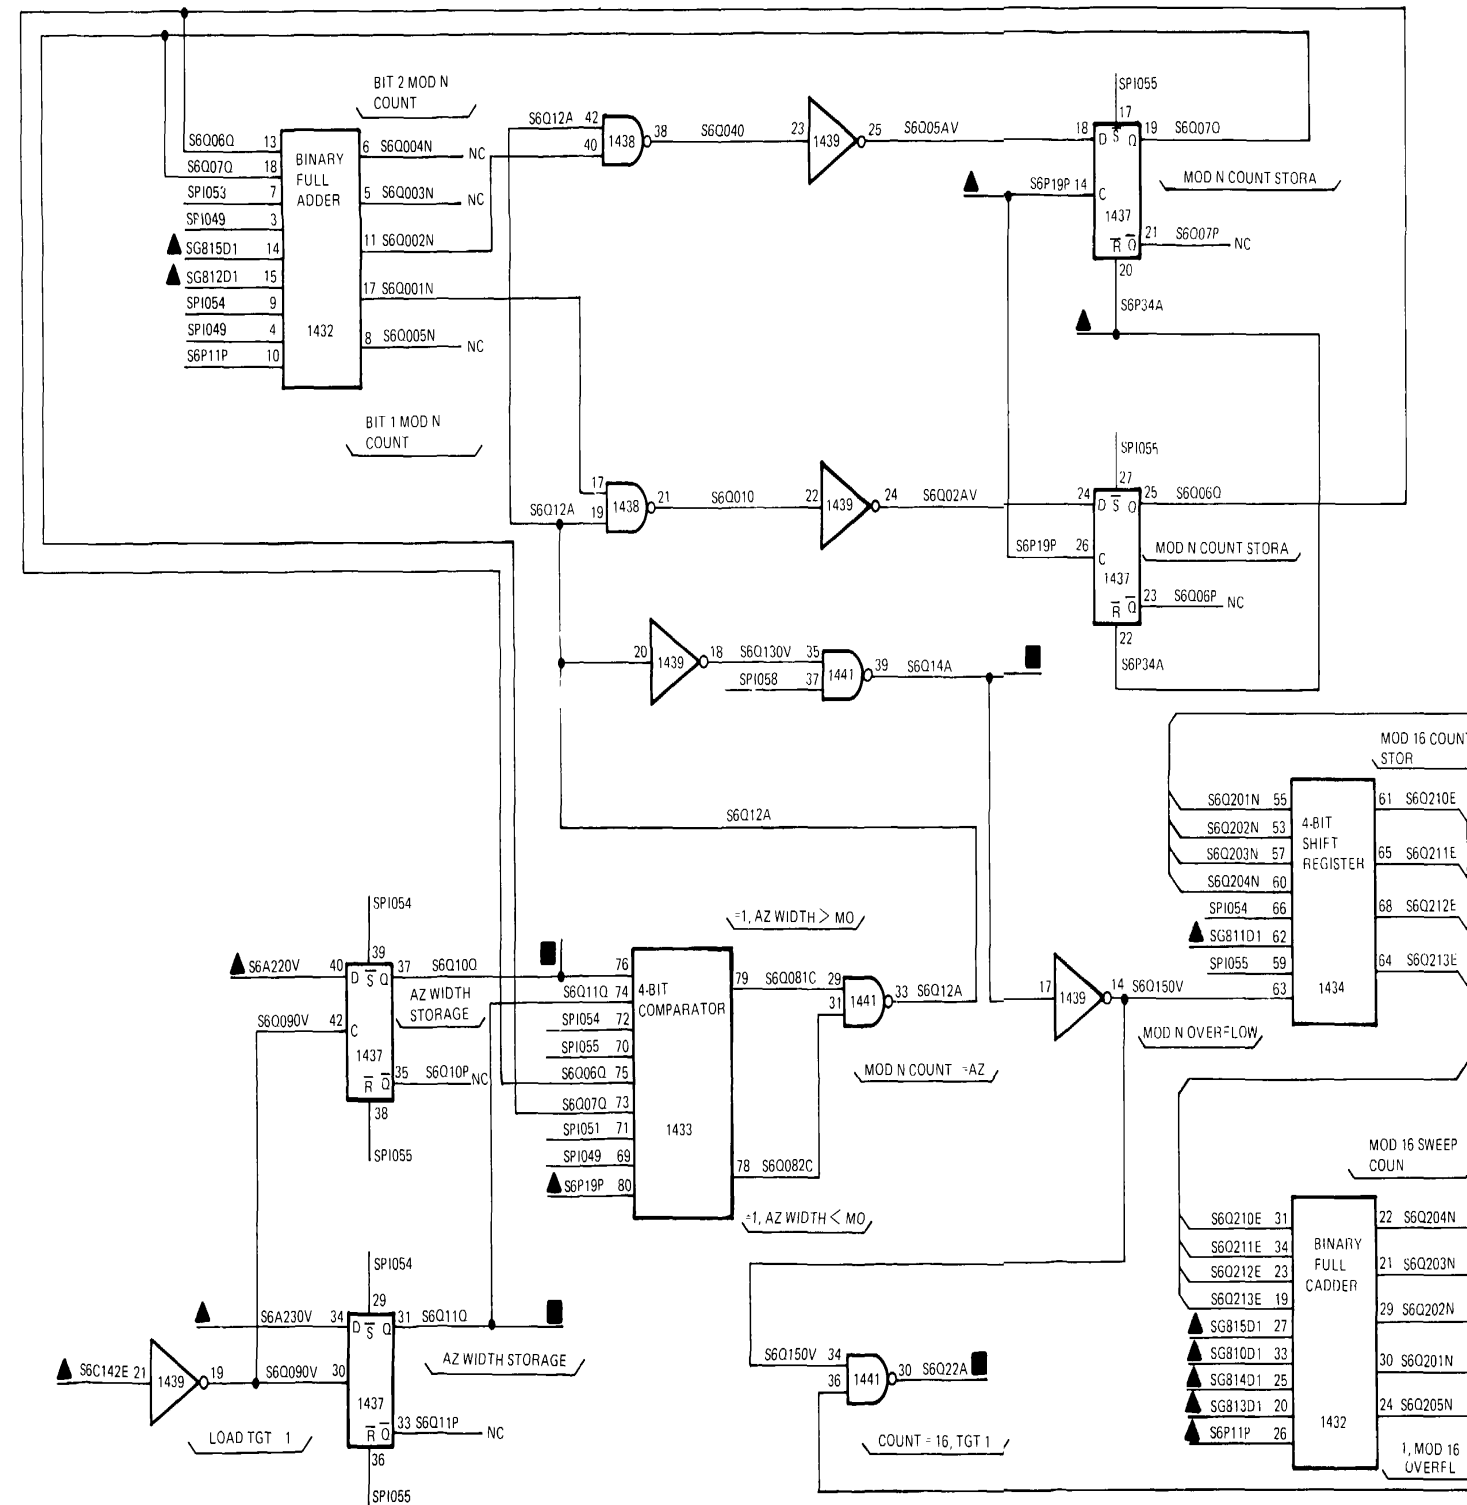 BIT 2 MOD N
COUNT
S6Q06Q 13
S6Q07Q 18
SPI053 7
SPI049 3
SG815D1 14
SG812D1 15
SPI054 9
SPI049 4
S6P11P 10
BINARY
FULL
ADDER
1432
6 S6Q004N NC
5 S6Q003N NC
11 S6Q002N
17 S6Q001N
8 S6Q005N NC
BIT 1 MOD N
COUNT
S6Q12A 42
40
1438
38 S6Q040 23
1439
25 S6Q05AV 18
SPI055
17
D S Q
19 S6Q07Q
MOD N COUNT STORA
S6P19P 14
C
1437
R Q
21 S6Q07P NC
20
S6P34A
17
S6Q12A 19
1438
21 S6Q010 22
1439
24 S6Q02AV 24
SPI055
27
D S Q
25 S6Q06Q
S6P19P 26
C
MOD N COUNT STORA
1437
R Q
23 S6Q06P NC
22
S6P34A
20
1439
18 S6Q130V 35
SPI058 37
1441
39 S6Q14A
S6Q12A
MOD 16 COUNT
STOR
S6Q201N 55
S6Q202N 53
S6Q203N 57
S6Q204N 60
SPI054 66
SG811D1 62
SPI055 59
63
4-BIT
SHIFT
REGISTER
1434
61 S6Q210E
65 S6Q211E
68 S6Q212E
64 S6Q213E
SPI054
39
S6A220V 40
D S Q
37 S6Q10Q
AZ WIDTH
STORAGE
S6Q090V 42
C
1437
R Q
35 S6Q10P NC
38
SPI055
=1, AZ WIDTH > MO
76
S6Q11Q 74
SPI054 72
SPI055 70
S6Q06Q 75
S6Q07Q 73
SPI051 71
SPI049 69
S6P19P 80
4-BIT
COMPARATOR
1433
79 S6Q081C 29
31
1441
33 S6Q12A
MOD N COUNT =AZ
78 S6Q082C
=1, AZ WIDTH < MO
17
1439
14 S6Q150V
MOD N OVERFLOW
MOD 16 SWEEP
COUN
S6Q210E 31
S6Q211E 34
S6Q212E 23
S6Q213E 19
SG815D1 27
SG810D1 33
SG814D1 25
SG813D1 20
S6P11P 26
BINARY
FULL
CADDER
1432
22 S6Q204N
21 S6Q203N
29 S6Q202N
30 S6Q201N
24 S6Q205N
1, MOD 16
OVERFL
SPI054
29
S6A230V 34
D S Q
31 S6Q11Q
AZ WIDTH STORAGE
S6C142E 21
1439
19 S6Q090V 30
1437
R Q
33 S6Q11P NC
36
SPI055
LOAD TGT 1
S6Q150V 34
36
1441
30 S6Q22A
COUNT = 16, TGT 1